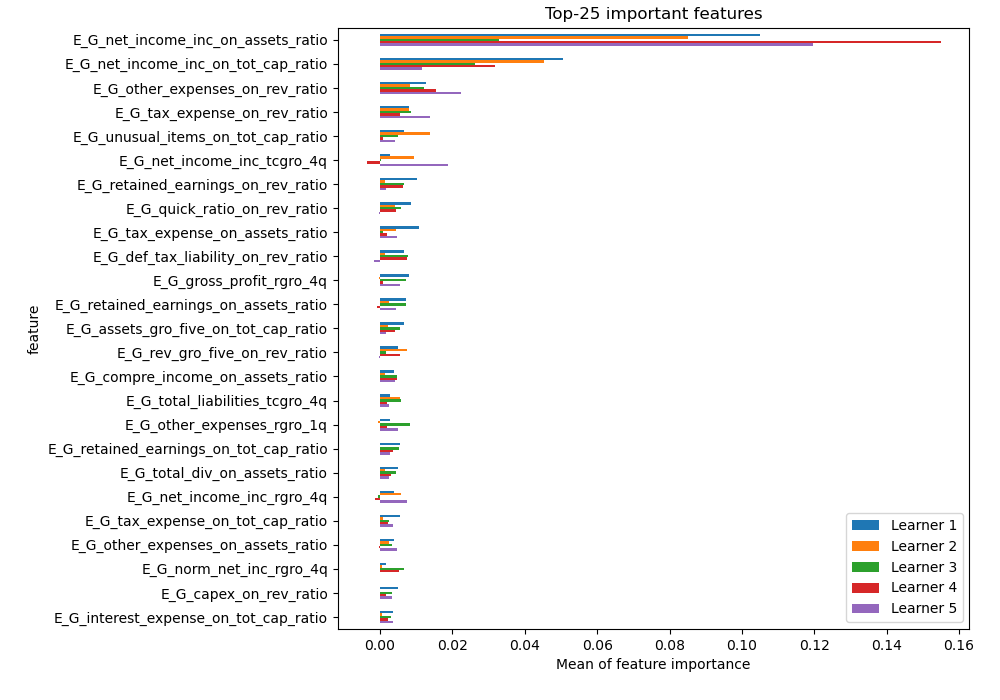 Top-25 important features
E_G_net_income_inc_on_assets_ratio
E_G_net_income_inc_on_tot_cap_ratio
E_G_other_expenses_on_rev_ratio
E_G_tax_expense_on_rev_ratio
E_G_unusual_items_on_tot_cap_ratio
E_G_net_income_inc_tcgro_4q
E_G_retained_earnings_on_rev_ratio
E_G_quick_ratio_on_rev_ratio
E_G_tax_expense_on_assets_ratio
E_G_def_tax_liability_on_rev_ratio
E_G_gross_profit_rgro_4q
E_G_retained_earnings_on_assets_ratio
E_G_assets_gro_five_on_tot_cap_ratio
E_G_rev_gro_five_on_rev_ratio
E_G_compre_income_on_assets_ratio
E_G_total_liabilities_tcgro_4q
E_G_other_expenses_rgro_1q
E_G_retained_earnings_on_tot_cap_ratio
E_G_total_div_on_assets_ratio
E_G_net_income_inc_rgro_4q
E_G_tax_expense_on_tot_cap_ratio
E_G_other_expenses_on_assets_ratio
E_G_norm_net_inc_rgro_4q
E_G_capex_on_rev_ratio
E_G_interest_expense_on_tot_cap_ratio
feature
Learner 1
Learner 2
Learner 3
Learner 4
Learner 5
0.00 0.02 0.04 0.06 0.08 0.10 0.12 0.14 0.16
Mean of feature importance